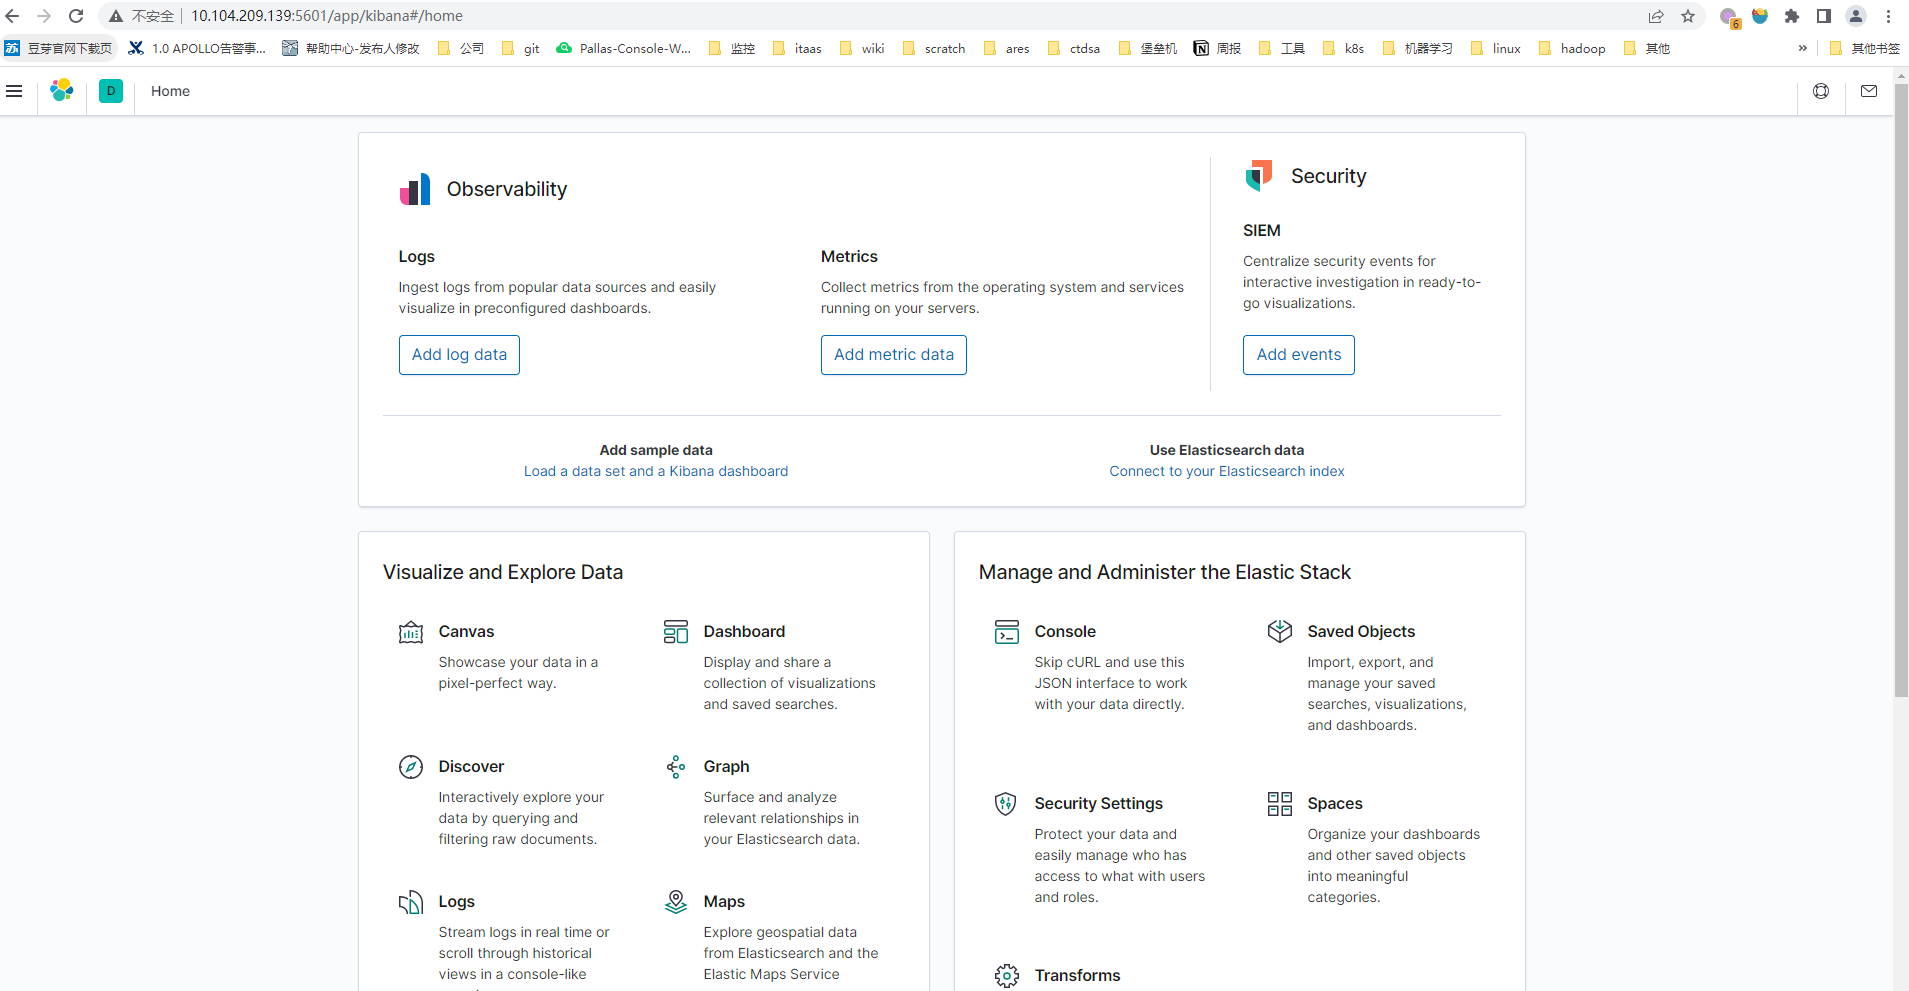 不安全 10.104.209.139:5601/app/kibana#/home
6
苏 豆芽官网下载页 1.0 APOLLO告警事... 帮助中心-发布人修改 公司 git Pallas-Console-W... 监控 itaas wiki scratch ares ctdsa 堡垒机 周报 工具 k8s 机器学习 linux hadoop 其他 » 其他书签
D Home
Observability
Logs
Ingest logs from popular data sources and easily
visualize in preconfigured dashboards.
Add log data
Metrics
Collect metrics from the operating system and services
running on your servers.
Add metric data
Security
SIEM
Centralize security events for
interactive investigation in ready-to-
go visualizations.
Add events
Add sample data
Load a data set and a Kibana dashboard
Use Elasticsearch data
Connect to your Elasticsearch index
Visualize and Explore Data
Canvas
Showcase your data in a
pixel-perfect way.
Dashboard
Display and share a
collection of visualizations
and saved searches.
Discover
Interactively explore your
data by querying and
filtering raw documents.
Graph
Surface and analyze
relevant relationships in
your Elasticsearch data.
Logs
Stream logs in real time or
scroll through historical
views in a console-like
Maps
Explore geospatial data
from Elasticsearch and the
Elastic Maps Service
Manage and Administer the Elastic Stack
Console
Skip cURL and use this
JSON interface to work
with your data directly.
Saved Objects
Import, export, and
manage your saved
searches, visualizations,
and dashboards.
Security Settings
Protect your data and
easily manage who has
access to what with users
and roles.
Spaces
Organize your dashboards
and other saved objects
into meaningful
categories.
Transforms